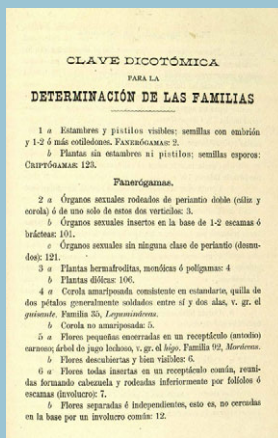 CLAVE DICOTÓMICA
PARA LA
DETERMINACIÓN DE LAS FAMILIAS
1 a Estambres y pistilos visibles; semillas con embrión
y 1-2 ó más cotiledones. FANERÓGAMAS: 2.
b Plantas sin estambres ni pistilos; semillas esporos:
CRIPTÓGAMAS: 123.
Fanerógamas.
2 a Órganos sexuales rodeados de periantio doble (cáliz y
corola) ó de uno solo de estos dos verticilos: 3.
b Órganos sexuales insertos en la base de 1-2 escamas ó
brácteas: 101.
c Órganos sexuales sin ninguna clase de periantio (desnu-
dos): 121.
3 a Plantas hermafroditas, monóicas ó polígamas: 4
b Plantas dióicas: 106.
4 a Corola amariposada consistente en estandarte, quilla de
dos pétalos generalmente soldados entre sí y dos alas, v. gr. el
guisante. Familia 35, Legumináceas.
b Corola no amariposada: 5.
5 a Flores pequeñas encerradas en un receptáculo (antodio)
carnoso; árbol de jugo lechoso, v. gr. el higo. Familia 92, Moráceas.
b Flores descubiertas y bien visibles: 6.
6 a Flores todas insertas en un receptáculo común, reuni-
das formando cabezuela y rodeadas inferiormente por folíolos ó
escamas (involucro): 7.
b Flores separadas é independientes, esto es, no cercadas
en la base por un involucro común: 12.